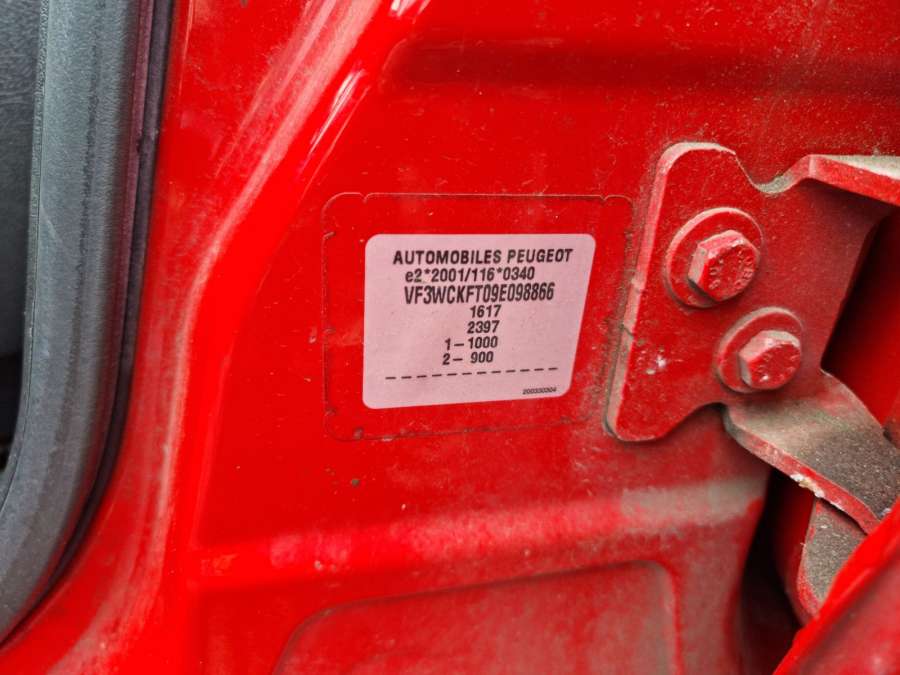 AUTOMOBILES PEUGEOT
e2*2001/116*0340
VF3WCKFT09E098866
1617
2397
1-1000
2-900
200330304